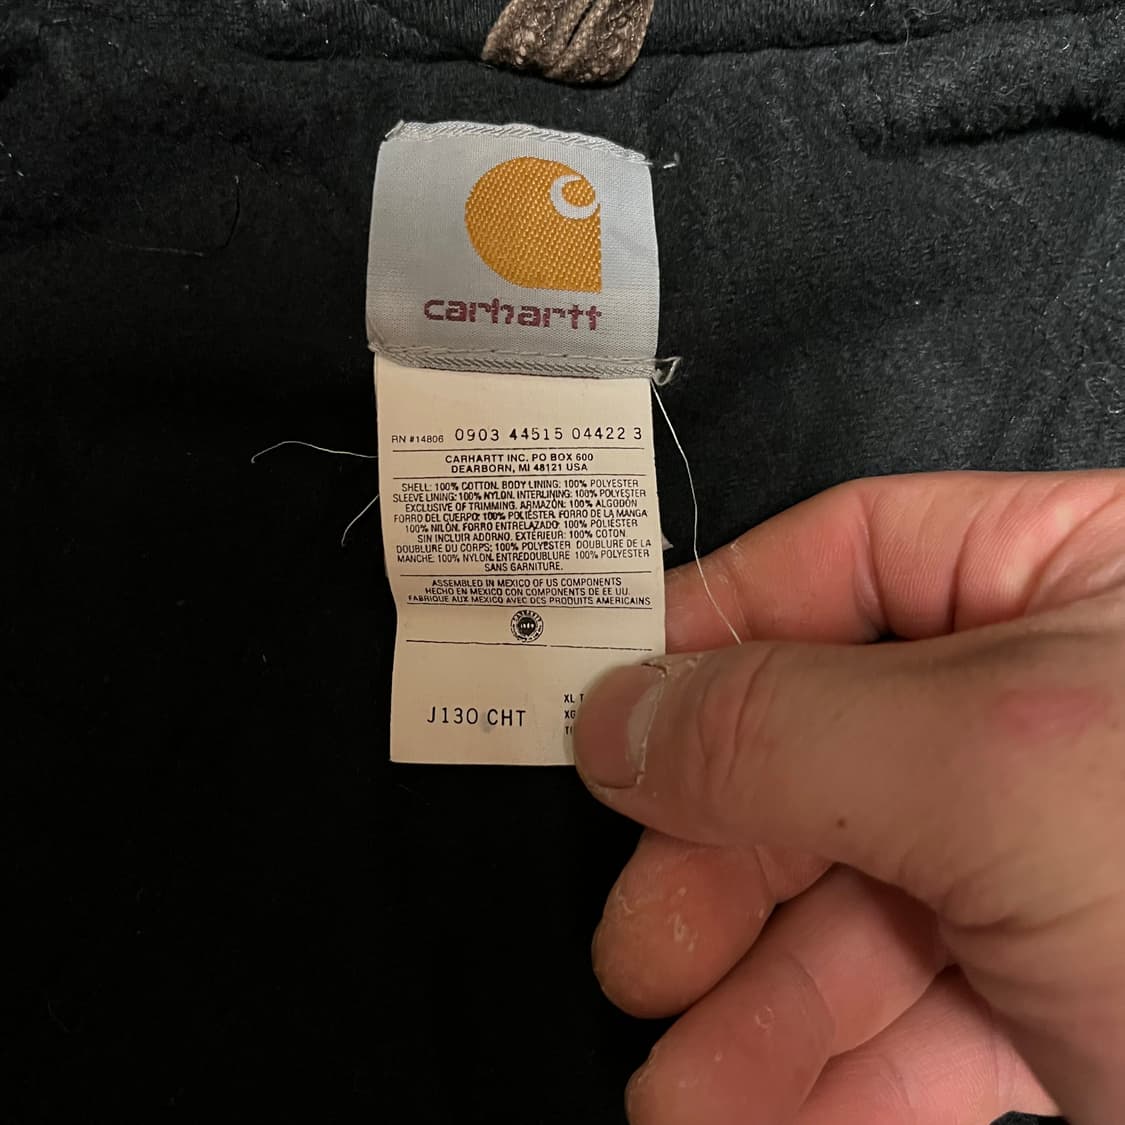 carhartt
RN #14806 0903 44515 04422 3
CARHARTT INC. PO BOX 600
DEARBORN, MI 48121 USA
SHELL: 100% COTTON. BODY LINING: 100% POLYESTER
SLEEVE LINING: 100% NYLON. INTERLINING: 100% POLYESTER
EXCLUSIVE OF TRIMMING. ARMAZÓN: 100% ALGODÓN
FORRO DEL CUERPO: 100% POLIÉSTER. FORRO DE LA MANGA
100% NILÓN. FORRO ENTRELAZADO: 100% POLIÉSTER
SIN INCLUIR ADORNO. EXTÉRIEUR: 100% COTON.
DOUBLURE DU CORPS: 100% POLYESTER DOUBLURE DE LA
MANCHE: 100% NYLON. ENTREDOUBLURE 100% POLYESTER
SANS GARNITURE.
ASSEMBLED IN MEXICO OF US COMPONENTS
HECHO EN MEXICO CON COMPONENTS DE EE UU.
FABRIQUE AUX MEXICO AVEC DCS PRODUITS AMERICAINS
J130 CHT
XL
XG